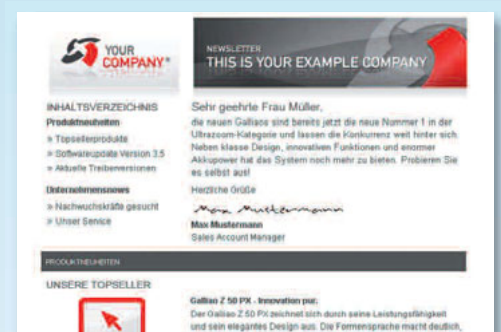 YOUR
COMPANY®
NEWSLETTER
THIS IS YOUR EXAMPLE COMPANY
INHALTSVERZEICHNIS
Produktneuheiten
» Topsellerprodukte
» Softwareupdate Version 3.5
» Aktuelle Treiberversionen
Unternehmensnews
» Nachwuchskräfte gesucht
» Unser Service
Sehr geehrte Frau Müller,
die neuen Galliaos sind bereits jetzt die neue Nummer 1 in der
Ultrazoom-Kategorie und lassen die Konkurrenz weit hinter sich.
Neben klasse Design, innovativen Funktionen und enormer
Akkupower hat das System noch mehr zu bieten. Probieren Sie
es selbst aus!
Herzliche Grüße
Max Mustermann
Max Mustermann
Sales Account Manager
PRODUKTNEUHEITEN
UNSERE TOPSELLER
Galliao Z 50 PX - Innovation pur.
Der Galliao Z 50 PX zeichnet sich durch seine Leistungsfähigkeit
und sein elegantes Design aus. Die Formensprache macht deutlich,